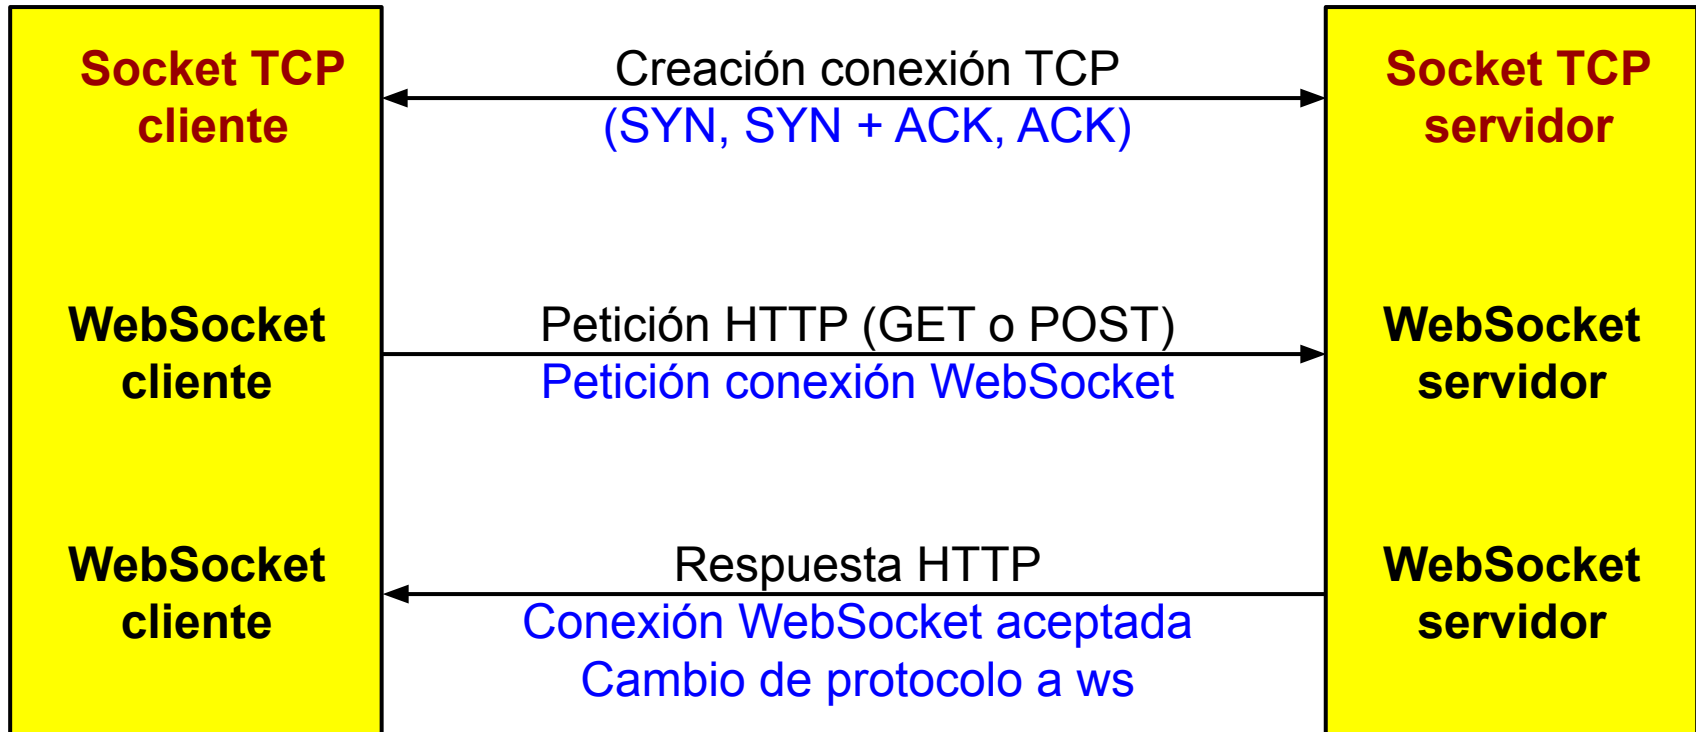 Socket TCP
cliente
Creación conexión TCP
(SYN, SYN + ACK, ACK)
Socket TCP
servidor
WebSocket
cliente
Petición HTTP (GET o POST)
Petición conexión WebSocket
WebSocket
servidor
WebSocket
cliente
Respuesta HTTP
Conexión WebSocket aceptada
Cambio de protocolo a ws
WebSocket
servidor